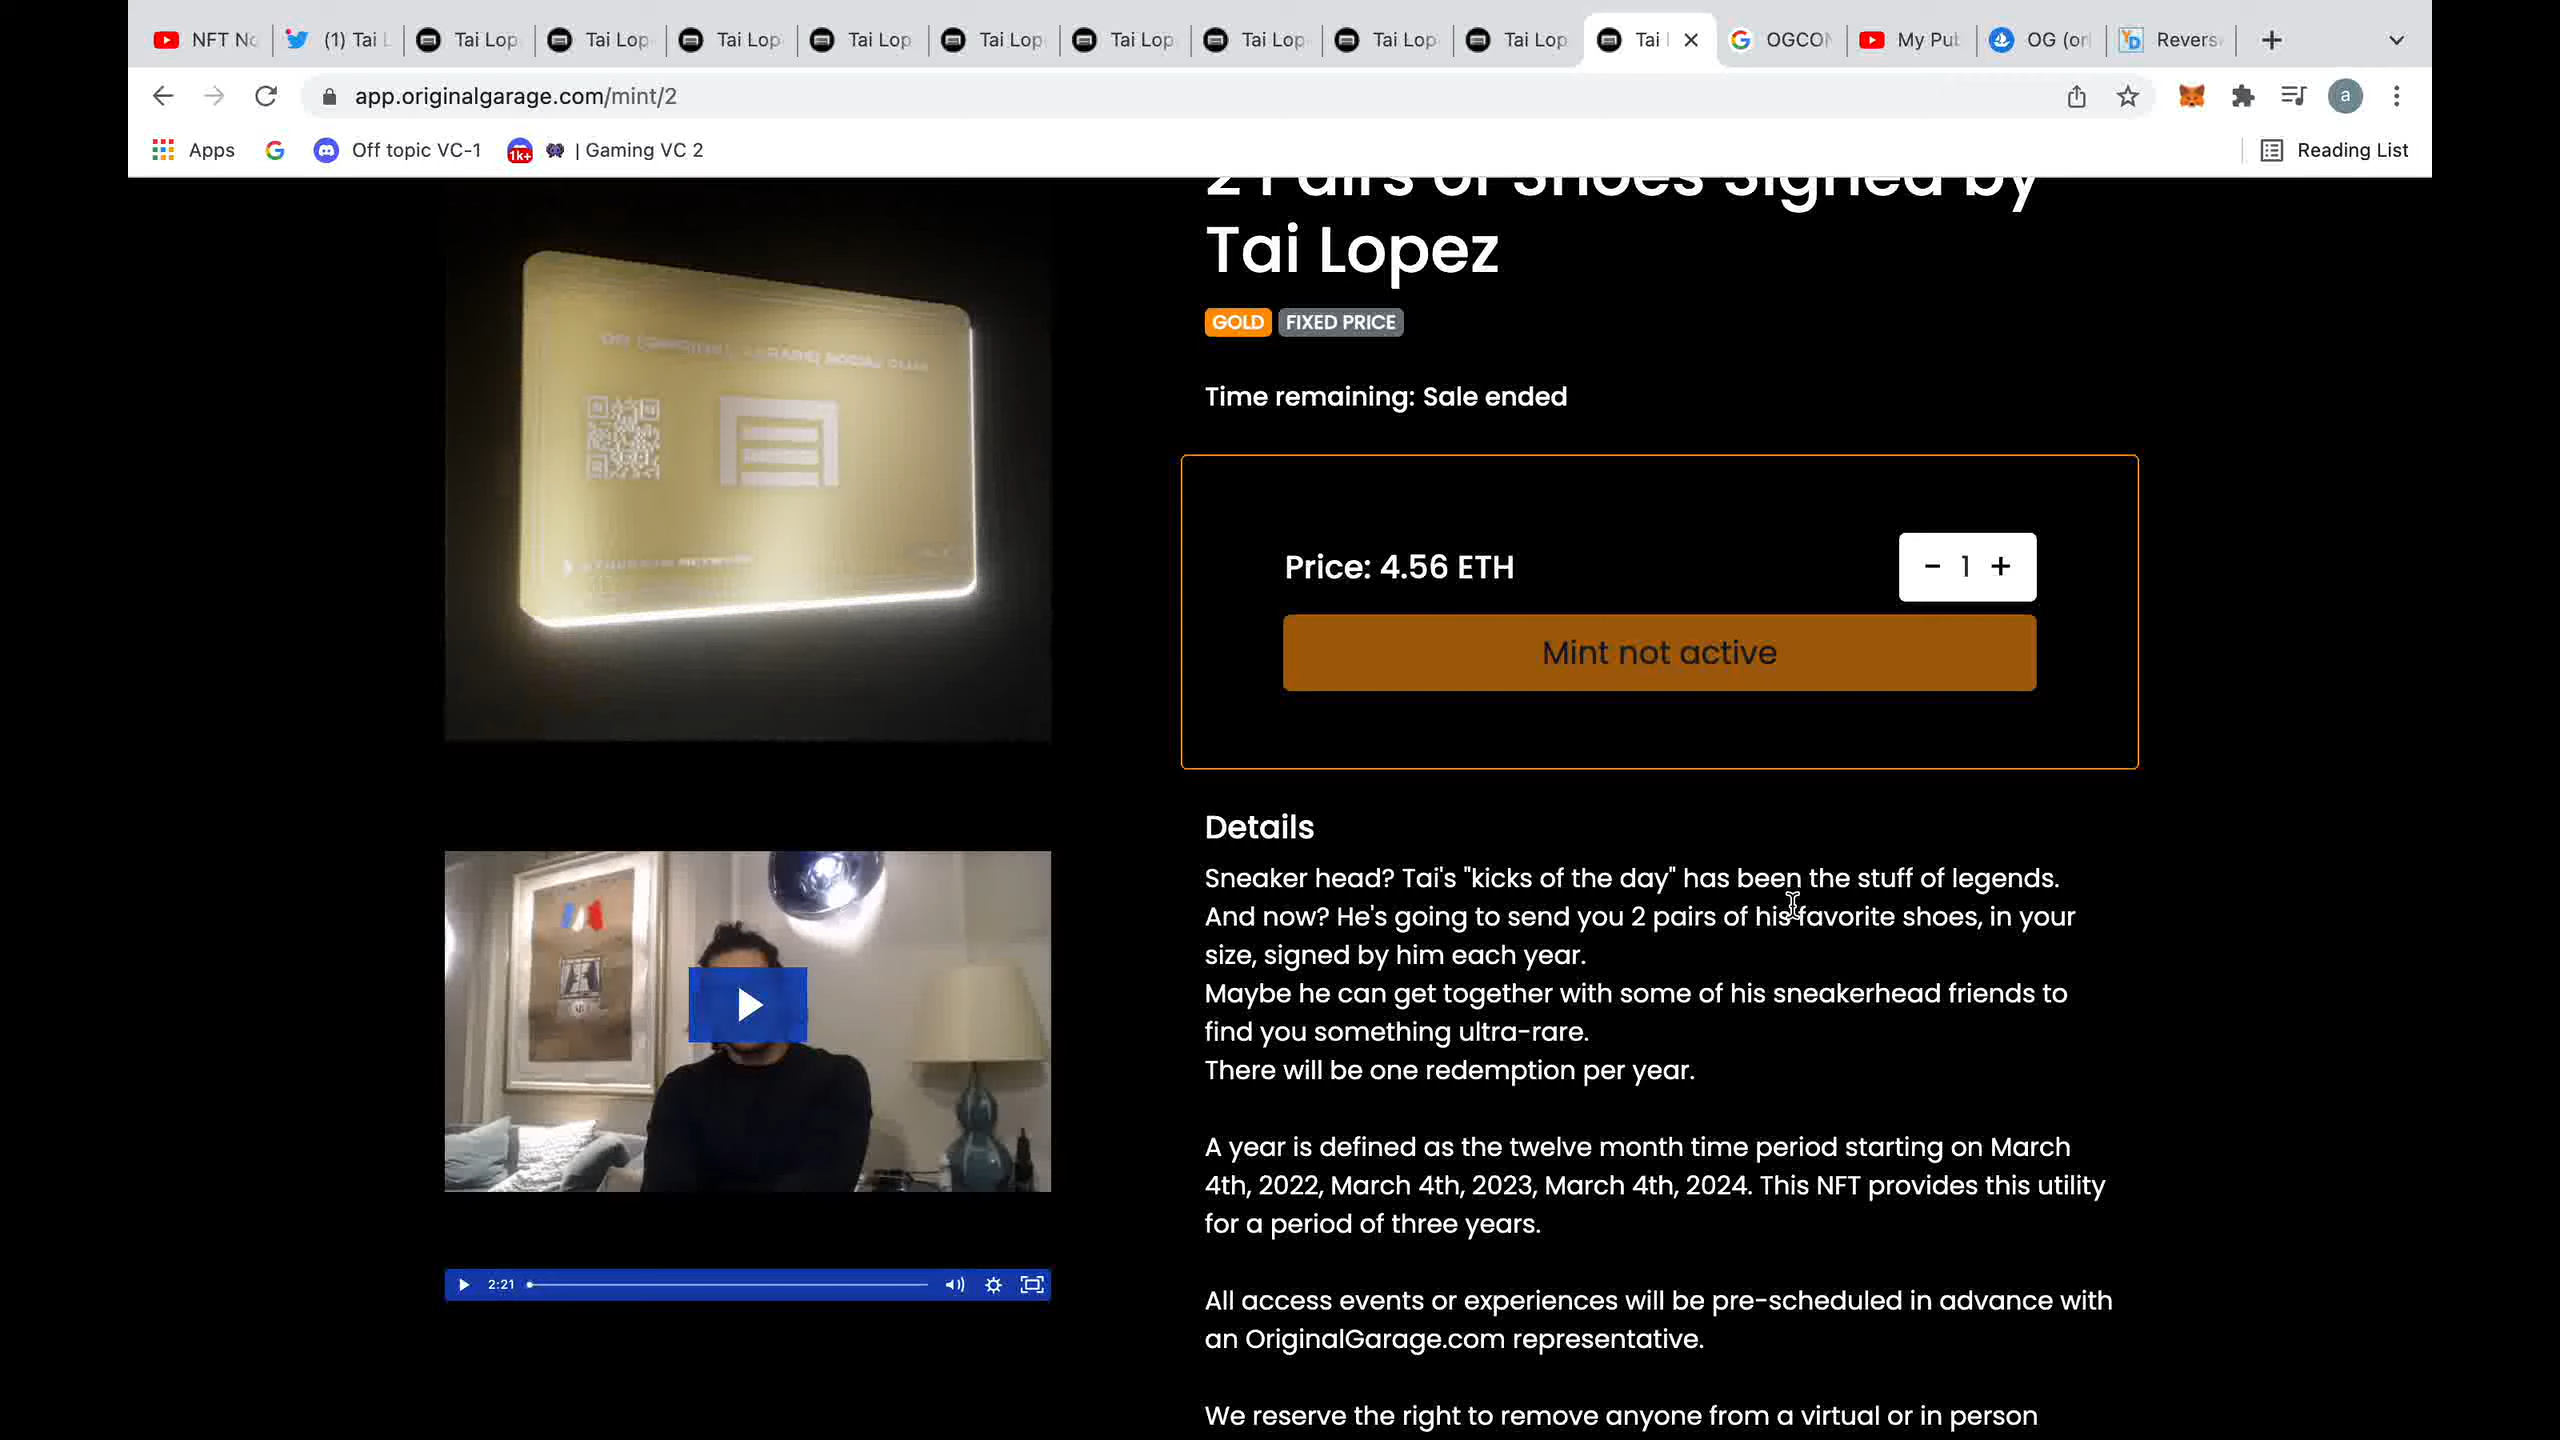 NFT No
(1) Tai L
Tai Lop
Tai Lop
Tai Lop
Tai Lop
Tai Lop
Tai Lop
Tai Lop
Tai Lop
Tai Lop
Tai
OGCON
My Pub
OG (ori
Revers
app.originalgarage.com/mint/2
a
Apps
Off topic VC-1
1k+
| Gaming VC 2
Reading List
2 Pairs of Shoes Signed by
Tai Lopez
GOLD FIXED PRICE
Time remaining: Sale ended
Price: 4.56 ETH
- 1 +
Mint not active
Details
Sneaker head? Tai's "kicks of the day" has been the stuff of legends.
And now? He's going to send you 2 pairs of his favorite shoes, in your
size, signed by him each year.
Maybe he can get together with some of his sneakerhead friends to
find you something ultra-rare.
There will be one redemption per year.
A year is defined as the twelve month time period starting on March
4th, 2022, March 4th, 2023, March 4th, 2024. This NFT provides this utility
for a period of three years.
All access events or experiences will be pre-scheduled in advance with
an OriginalGarage.com representative.
We reserve the right to remove anyone from a virtual or in person
2:21